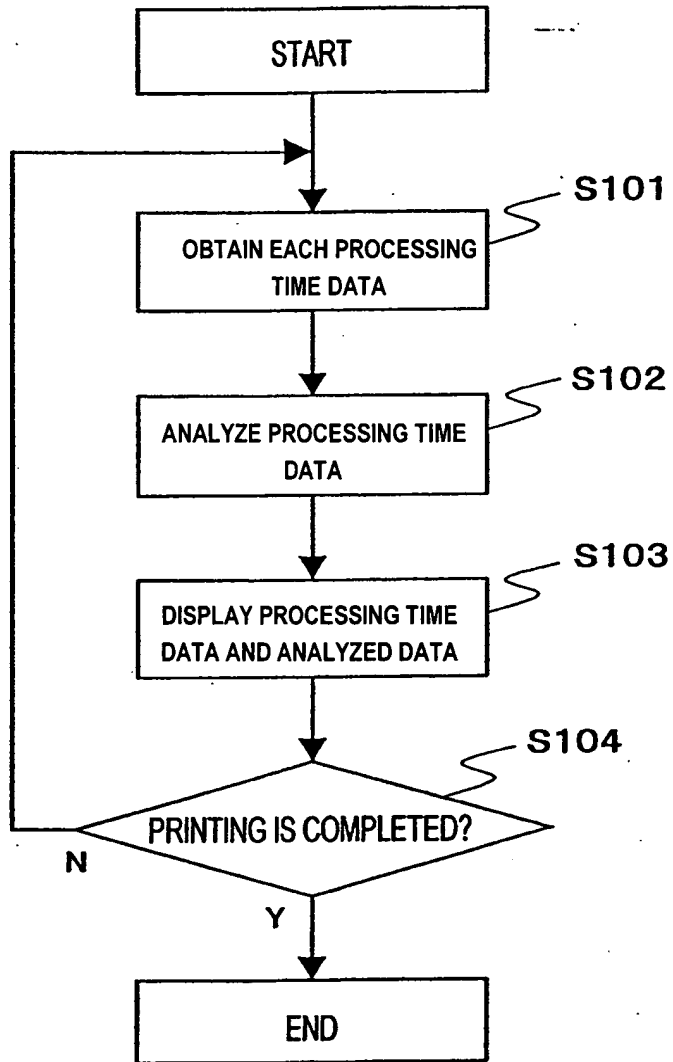 START
S101
OBTAIN EACH PROCESSING
TIME DATA
S102
ANALYZE PROCESSING TIME
DATA
S103
DISPLAY PROCESSING TIME
DATA AND ANALYZED DATA
S104
PRINTING IS COMPLETED?
N
Y
END